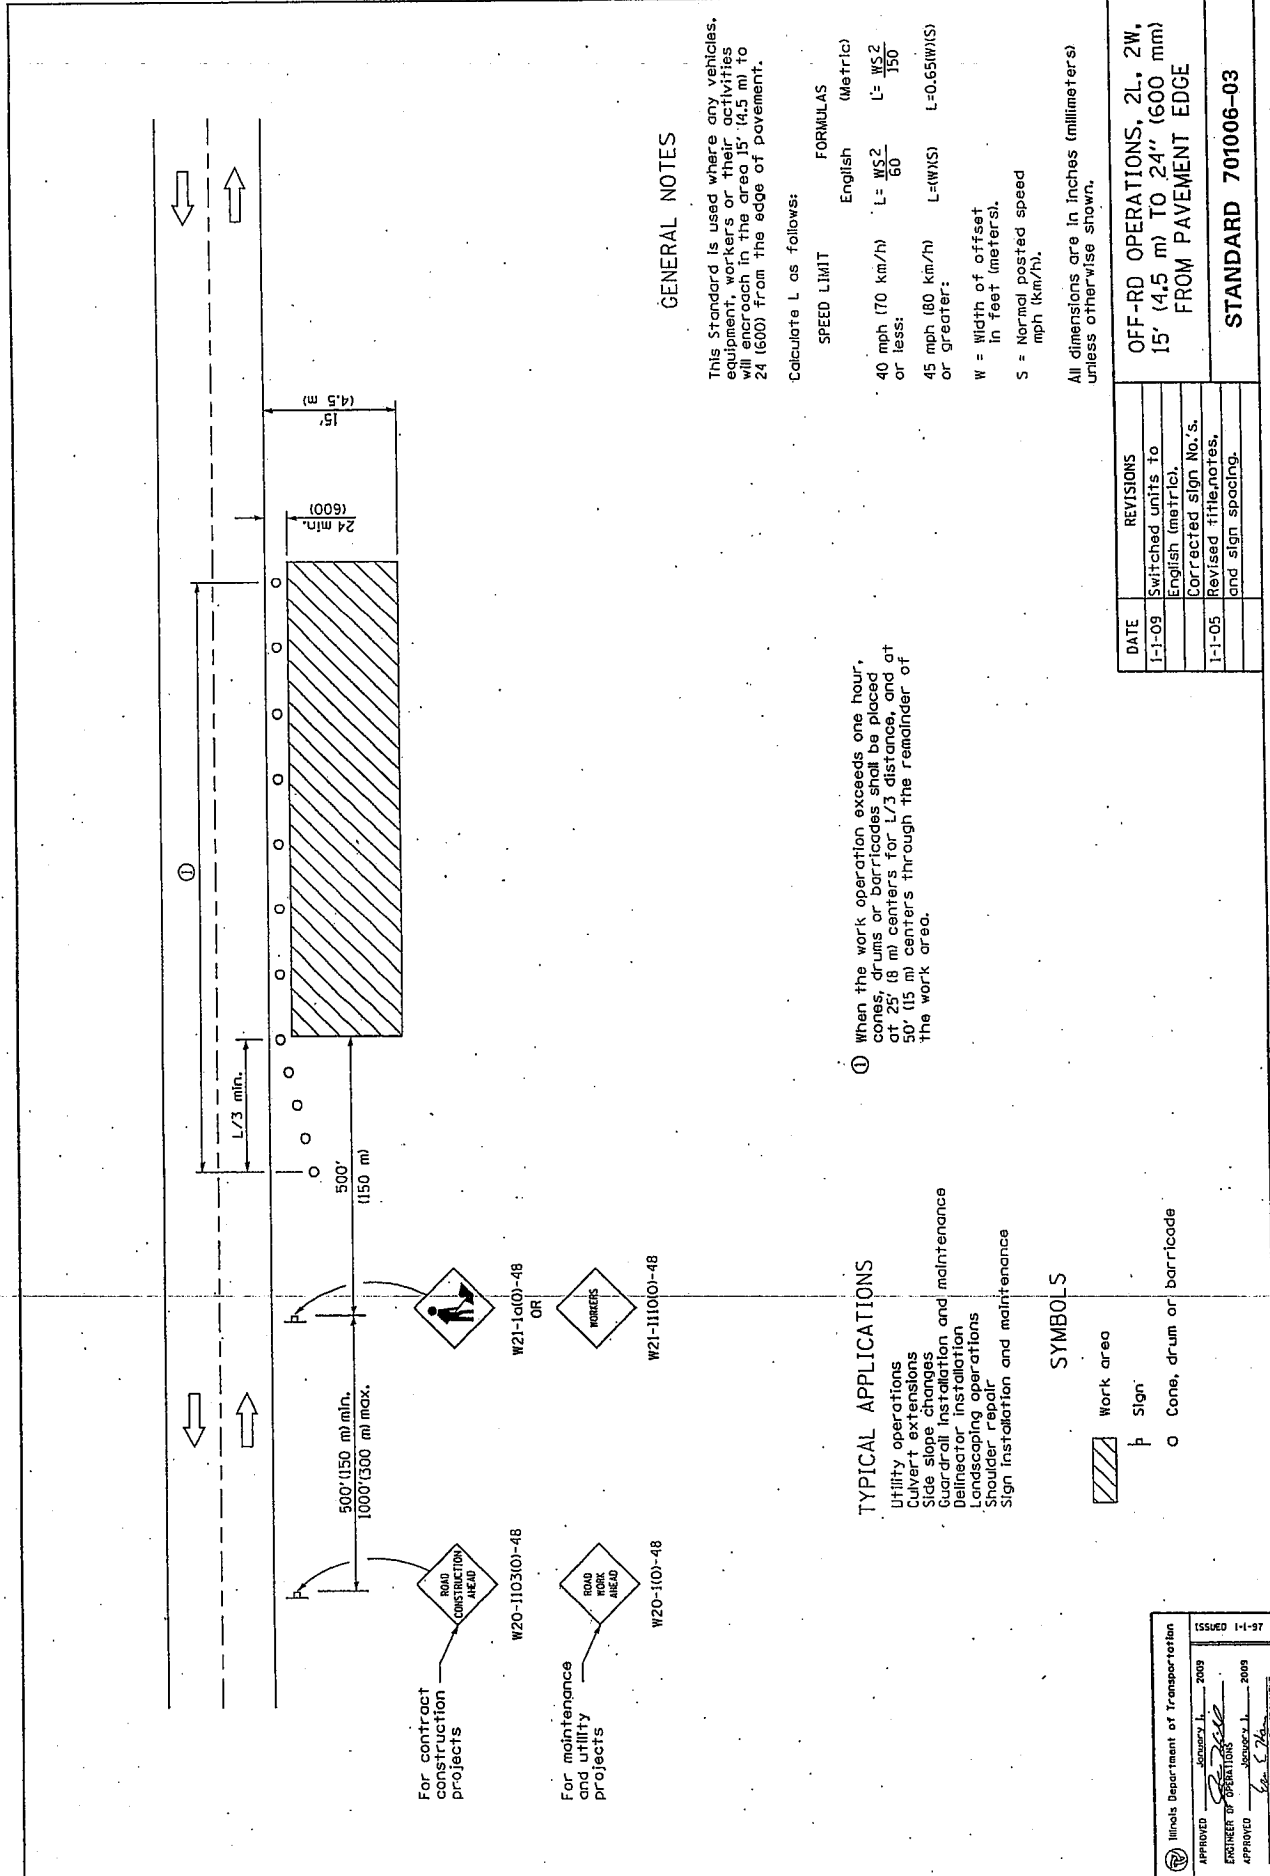 15'
(4.5 m)
24 min.
(600)
①
L/3 min.
500'
(150 m)
500' (150 m) min.
1000' (300 m) max.
For contract
construction
projects
ROAD
CONSTRUCTION
AHEAD
W20-1103(O)-48
For maintenance
and utility
projects
ROAD
WORK
AHEAD
W20-1(O)-48
W21-1a(O)-48
OR
WORKERS
W21-1110(O)-48
GENERAL NOTES
This Standard is used where any vehicles,
equipment, workers or their activities
will encroach in the area 15' (4.5 m) to
24 (600) from the edge of pavement.
Calculate L as follows:
SPEED LIMIT FORMULAS
English (Metric)
40 mph (70 km/h) L= WS2/60 L= WS2/150
or less:
45 mph (80 km/h) L=(W)(S) L=0.65(W)(S)
or greater:
W = Width of offset
in feet (meters).
S = Normal posted speed
mph (km/h).
All dimensions are in inches (millimeters)
unless otherwise shown.
① When the work operation exceeds one hour,
cones, drums or barricades shall be placed
at 25' (8 m) centers for L/3 distance, and at
50' (15 m) centers through the remainder of
the work area.
TYPICAL APPLICATIONS
Utility operations
Culvert extensions
Side slope changes
Guardrail installation and maintenance
Delineator installation
Landscaping operations
Shoulder repair
Sign installation and maintenance
SYMBOLS
Work area
Sign
Cone, drum or barricade
Illinois Department of Transportation
APPROVED January 1, 2009
ENGINEER OF OPERATIONS
APPROVED January 1, 2009
ISSUED 1-1-97
DATE REVISIONS
1-1-09 Switched units to
English (metric).
Corrected sign No.'s.
1-1-05 Revised title, notes,
and sign spacing.
OFF-RD OPERATIONS, 2L, 2W,
15' (4.5 m) TO 24" (600 mm)
FROM PAVEMENT EDGE
STANDARD 701006-03